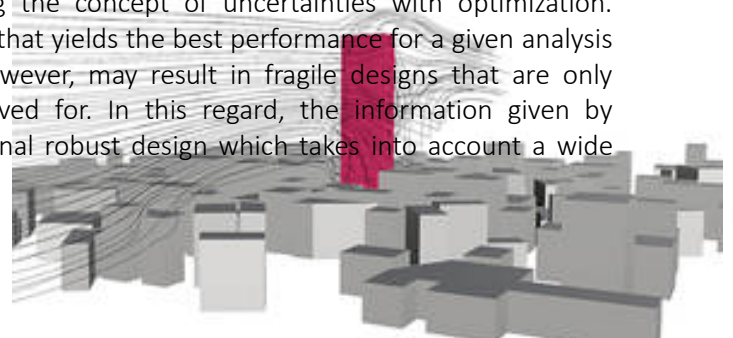 g the concept of uncertainties with optimization.
that yields the best performance for a given analysis
wever, may result in fragile designs that are only
ved for. In this regard, the information given by
nal robust design which takes into account a wide